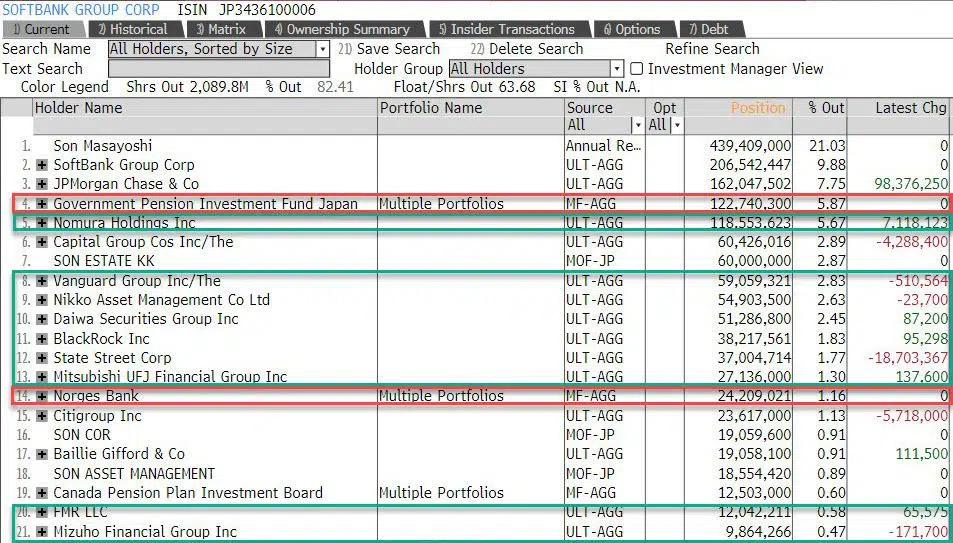 SOFTBANK GROUP CORP ISIN JP3436100006
1) Current 2) Historical 3) Matrix 4) Ownership Summary 5) Insider Transactions 6) Options 7) Debt
Search Name All Holders, Sorted by Size 21) Save Search 22) Delete Search Refine Search
Text Search Holder Group All Holders Investment Manager View
Color Legend Shrs Out 2,089.8M % Out 82.41 Float/Shrs Out 63.68 SI % Out N.A.
Holder Name Portfolio Name Source Opt Position % Out Latest Chg
All All
1. Son Masayoshi Annual Re... 439,409,000 21.03 0
2. SoftBank Group Corp ULT-AGG 206,542,447 9.88 0
3. JPMorgan Chase & Co ULT-AGG 162,047,502 7.75 98,376,250
4. Government Pension Investment Fund Japan Multiple Portfolios MF-AGG 122,740,300 5.87 0
5. Nomura Holdings Inc ULT-AGG 118,553,623 5.67 7,118,123
6. Capital Group Cos Inc/The ULT-AGG 60,426,016 2.89 -4,288,400
7. SON ESTATE KK MOF-JP 60,000,000 2.87 0
8. Vanguard Group Inc/The ULT-AGG 59,059,321 2.83 -510,564
9. Nikko Asset Management Co Ltd ULT-AGG 54,903,500 2.63 -23,700
10. Daiwa Securities Group Inc ULT-AGG 51,286,800 2.45 87,200
11. BlackRock Inc ULT-AGG 38,217,561 1.83 95,298
12. State Street Corp ULT-AGG 37,004,714 1.77 -18,703,367
13. Mitsubishi UFJ Financial Group Inc ULT-AGG 27,136,000 1.30 137,600
14. Norges Bank Multiple Portfolios MF-AGG 24,209,021 1.16 0
15. Citigroup Inc ULT-AGG 23,617,000 1.13 -5,718,000
16. SON COR MOF-JP 19,059,600 0.91 0
17. Baillie Gifford & Co ULT-AGG 19,058,100 0.91 111,500
18. SON ASSET MANAGEMENT MOF-JP 18,554,420 0.89 0
19. Canada Pension Plan Investment Board Multiple Portfolios MF-AGG 12,503,000 0.60 0
20. FMR LLC ULT-AGG 12,042,211 0.58 65,575
21. Mizuho Financial Group Inc ULT-AGG 9,864,266 0.47 -171,700